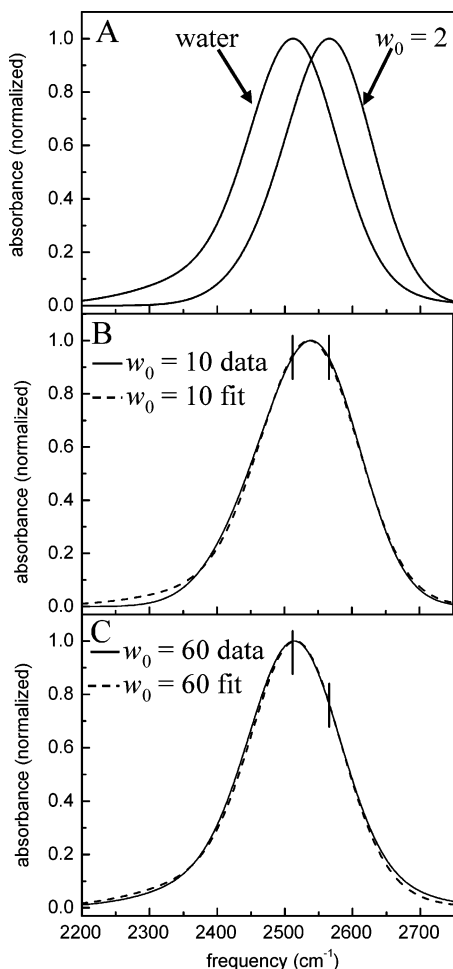 A
water
w₀ = 2
absorbance (normalized)
1.0
0.8
0.6
0.4
0.2
0.0
B
w₀ = 10 data
w₀ = 10 fit
absorbance (normalized)
1.0
0.8
0.6
0.4
0.2
0.0
C
w₀ = 60 data
w₀ = 60 fit
absorbance (normalized)
1.0
0.8
0.6
0.4
0.2
0.0
2200 2300 2400 2500 2600 2700
frequency (cm⁻¹)